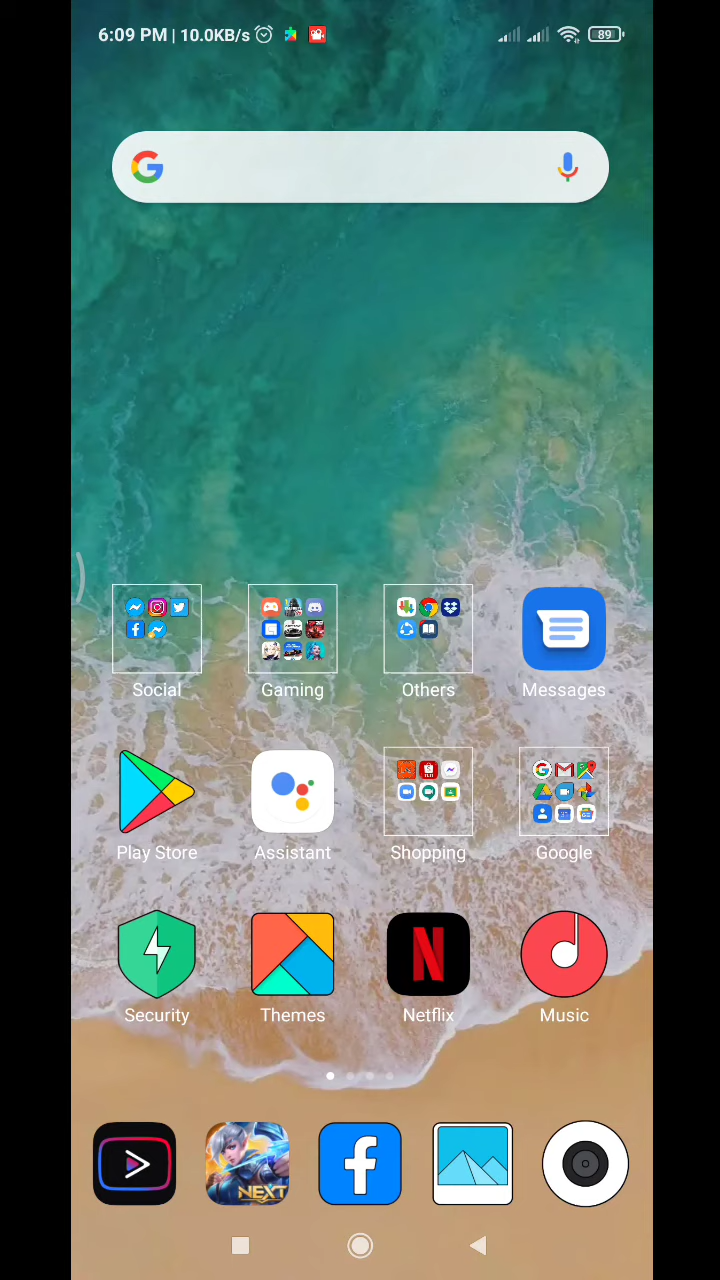 6:09 PM | 10.0KB/s 89
Social Gaming Others Messages
Play Store Assistant Shopping Google
Security Themes Netflix Music
NEXT